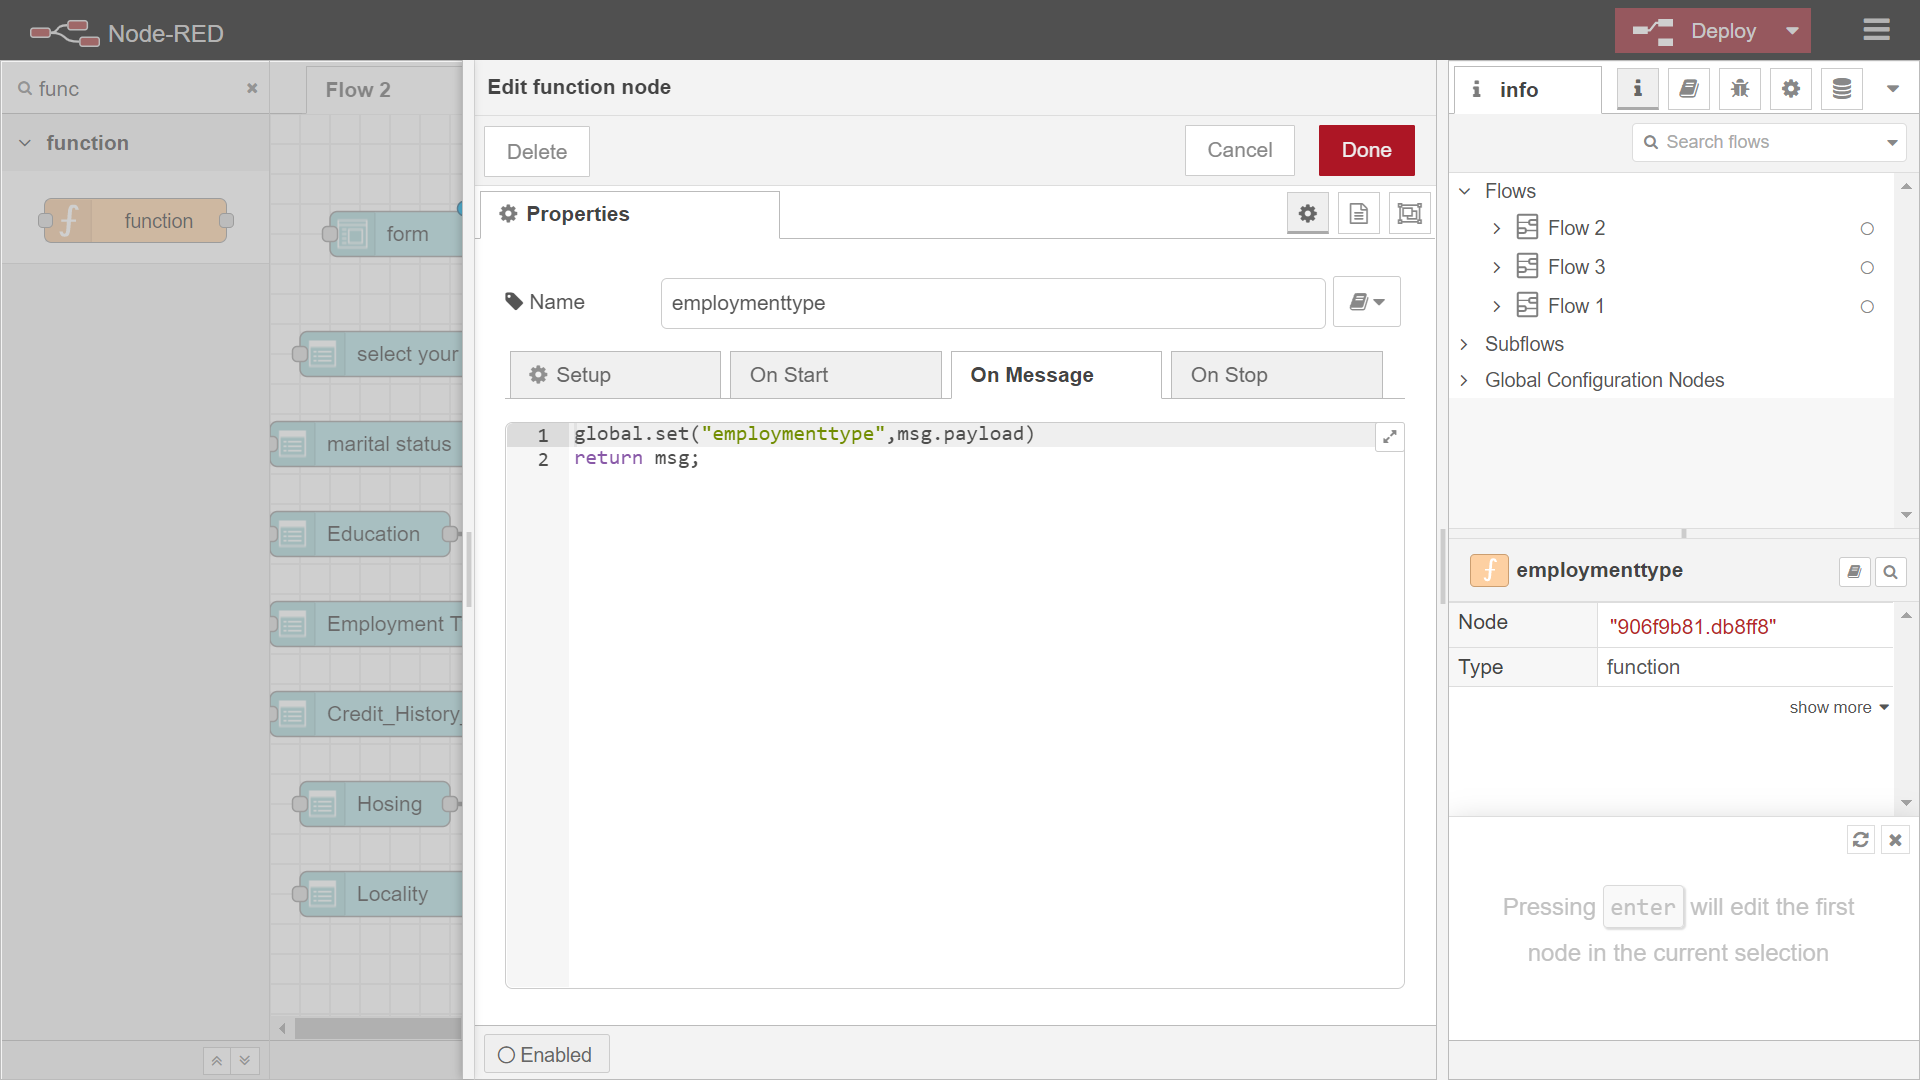 Node-RED
Deploy
func
function
function
Flow 2
form
select your
marital status
Education
Employment T
Credit_History_
Hosing
Locality
Edit function node
Delete
Cancel
Done
Properties
Name
employmenttype
Setup
On Start
On Message
On Stop
1 global.set("employmenttype",msg.payload)
2 return msg;
Enabled
info
Search flows
Flows
Flow 2
Flow 3
Flow 1
Subflows
Global Configuration Nodes
employmenttype
Node "906f9b81.db8ff8"
Type function
show more
Pressing enter will edit the first
node in the current selection